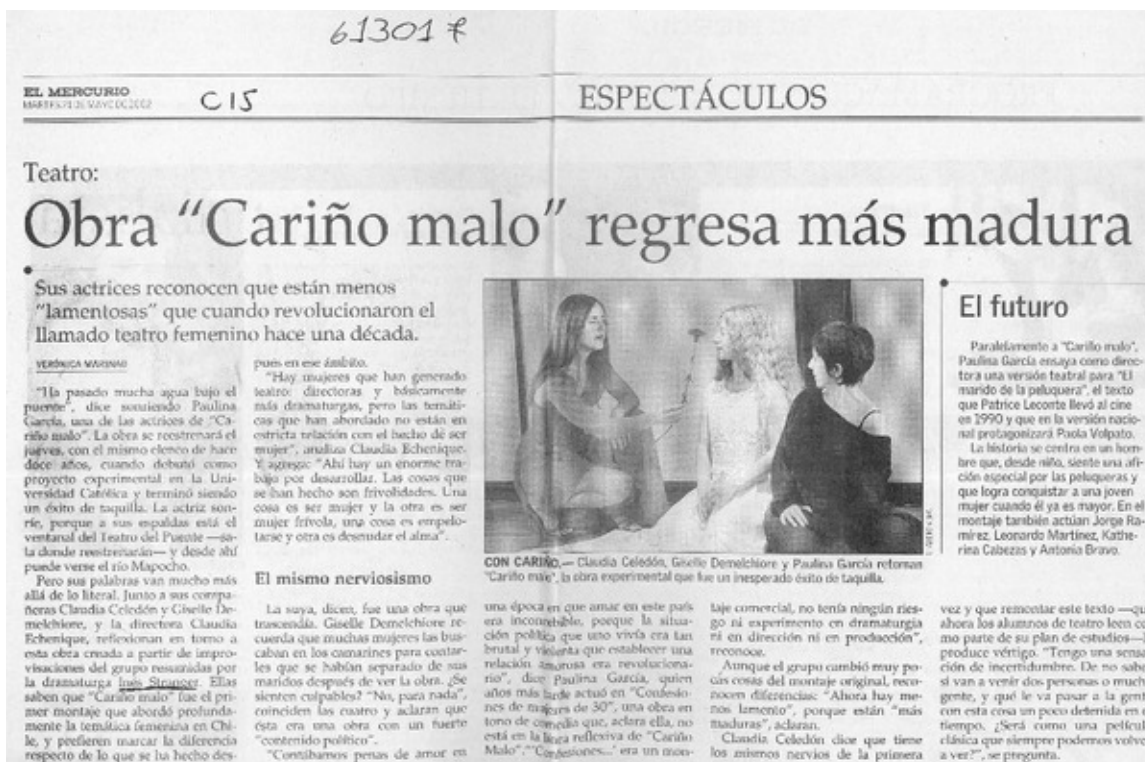 61301
EL MERCURIO
MARTES 21 DE MAYO DE 2002
C15
ESPECTÁCULOS
Teatro:
Obra "Cariño malo" regresa más madura
Sus actrices reconocen que están menos
"lamentosas" que cuando revolucionaron el
llamado teatro femenino hace una década.
VERÓNICA
"Ha pasado mucha agua bajo el
puente", dice sonriendo Paulina
García, una de las actrices de "Ca-
riño malo". La obra se reestrenará el
jueves, con el mismo elenco de hace
doce años, cuando debutó como
proyecto experimental en la Uni-
versidad Católica y terminó siendo
un éxito de taquilla. La actriz son-
ríe, porque a sus espaldas está el
ventanal del Teatro del Puente —sa-
la donde reestrenarán— y desde ahí
puede verse el río Mapocho.
Pero sus palabras van mucho más
allá de lo literal. Junto a sus compa-
ñeras Claudia Celedón y Giselle De-
melchiore, y la directora Claudia
Echenique, reflexionan en torno a
esta obra creada a partir de impro-
visaciones del grupo reasumidas por
la dramaturga Inés Stranger. Ellas
saben que "Cariño malo" fue el pri-
mer montaje que abordó profunda-
mente la temática femenina en Chi-
le, y prefieren marcar la diferencia
respecto de lo que se ha hecho des-
pués en ese ámbito.
"Hay mujeres que han generado
teatro: directoras y básicamente
más dramaturgas, pero las temáti-
cas que han abordado no están en
estricta relación con el hecho de ser
mujer", analiza Claudia Echenique.
Y agrega: "Ahí hay un enorme tra-
bajo por desarrollar. Las cosas que
se han hecho son frivolidades. Una
cosa es ser mujer y la otra es ser
mujer frívola, una cosa es empelo-
tarse y otra es desnudar el alma".
El mismo nerviosismo
La suya, dicen, fue una obra que
trascendía. Giselle Demelchiore re-
cuerda que muchas mujeres las bus-
caban en los camarines para contar-
les que se habían separado de sus
maridos después de ver la obra. ¿Se
sienten culpables? "No, para nada",
coinciden las cuatro y aclaran que
ésta era una obra con un fuerte
"contenido político".
"Contábamos penas de amor en
CON CARIÑO.— Claudia Celedón, Giselle Demelchiore y Paulina García retoman
"Cariño malo", la obra experimental que fue un inesperado éxito de taquilla.
una época en que amar en este país
era inconcebible, porque la situa-
ción política que uno vivía era tan
brutal y violenta que establecer una
relación amorosa era revoluciona-
rio", dice Paulina García, quien
años más tarde actuó en "Confesio-
nes de mujeres de 30", una obra en
tono de comedia que, aclara ella, no
está en la línea reflexiva de "Cariño
Malo". "'Confesiones...' era un mon-
taje comercial, no tenía ningún ries-
go ni experimento en dramaturgia
ni en dirección ni en producción",
reconoce.
Aunque el grupo cambió muy po-
cas cosas del montaje original, reco-
nocen diferencias: "Ahora hay me-
nos lamento", porque están "más
maduras", aclaran.
Claudia Celedón dice que tiene
los mismos nervios de la primera
vez y que remontar este texto —que
ahora los alumnos de teatro leen co-
mo parte de su plan de estudios—
produce vértigo. "Tengo una sensa-
ción de incertidumbre. No sabe
si van a venir dos personas o mucha
gente, y qué le va pasar a la gente
con esta cosa un poco detenida en el
tiempo. ¿Será como una película
clásica que siempre podemos volver
a ver?", se pregunta.
El futuro
Paralelamente a "Cariño malo",
Paulina García ensaya como direc-
tora una versión teatral para "El
marido de la peluquera", el texto
que Patrice Leconte llevó al cine
en 1990 y que en la versión nacio-
nal protagonizará Paola Volpato.
La historia se centra en un hom-
bre que, desde niño, siente una afi-
ción especial por las peluqueras y
que logra conquistar a una joven
mujer cuando él ya es mayor. En el
montaje también actúan Jorge Ra-
mírez, Leonardo Martínez, Kathe-
rina Cabezas y Antonia Bravo.